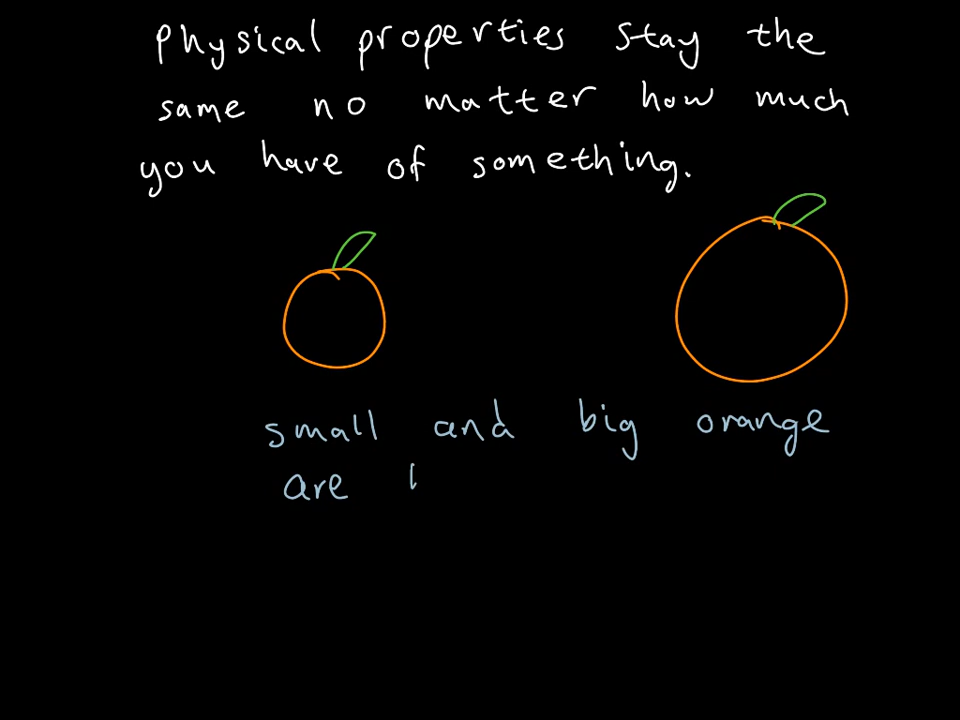 physical properties stay the
same no matter how much
you have of something.
small and big orange
are